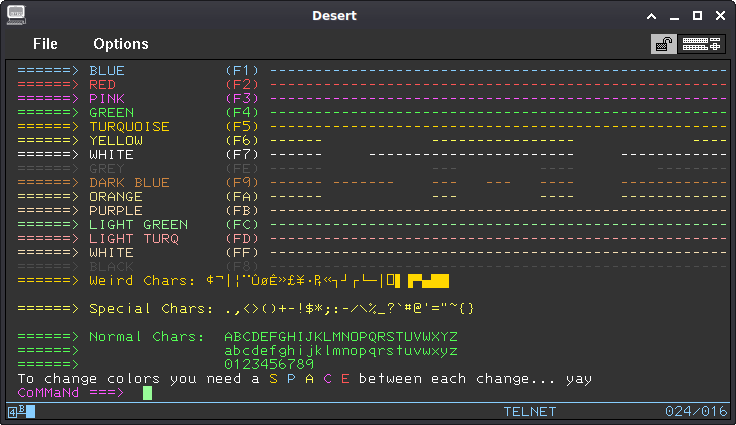 Desert
File Options
======> BLUE (F1) ---------------------------------------------------
======> RED (F2) ---------------------------------------------------
======> PINK (F3) ---------------------------------------------------
======> GREEN (F4) ---------------------------------------------------
======> TURQUOISE (F5) ---------------------------------------------------
======> YELLOW (F6) ------ ---------------- ----
======> WHITE (F7) ------ ---------------------- ------------
======> GREY (FE) ------ --- ---- ------------
======> DARK BLUE (F9) ------ ------- --- --- ---- ------------
======> ORANGE (FA) ------ --- ---- ----
======> PURPLE (FB) ---------------------------------------------------
======> LIGHT GREEN (FC) ---------------------------------------------------
======> LIGHT TURQ (FD) ---------------------------------------------------
======> WHITE (FF) ---------------------------------------------------
======> BLACK (F8) ---------------------------------------------------
======> Weird Chars:
======> Special Chars: .,<>()+-!$*;:-/\%_?`#@'="~{}
======> Normal Chars: ABCDEFGHIJKLMNOPQRSTUVWXYZ
======> abcdefghijklmnopqrstuvwxyz
======> 0123456789
To change colors you need a S P A C E between each change... yay
CoMMaNd ===>
4B TELNET 024/016